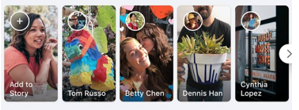 Add to
Story
Tom Russo
Betty Chen
Dennis Han
Cynthia
Lopez